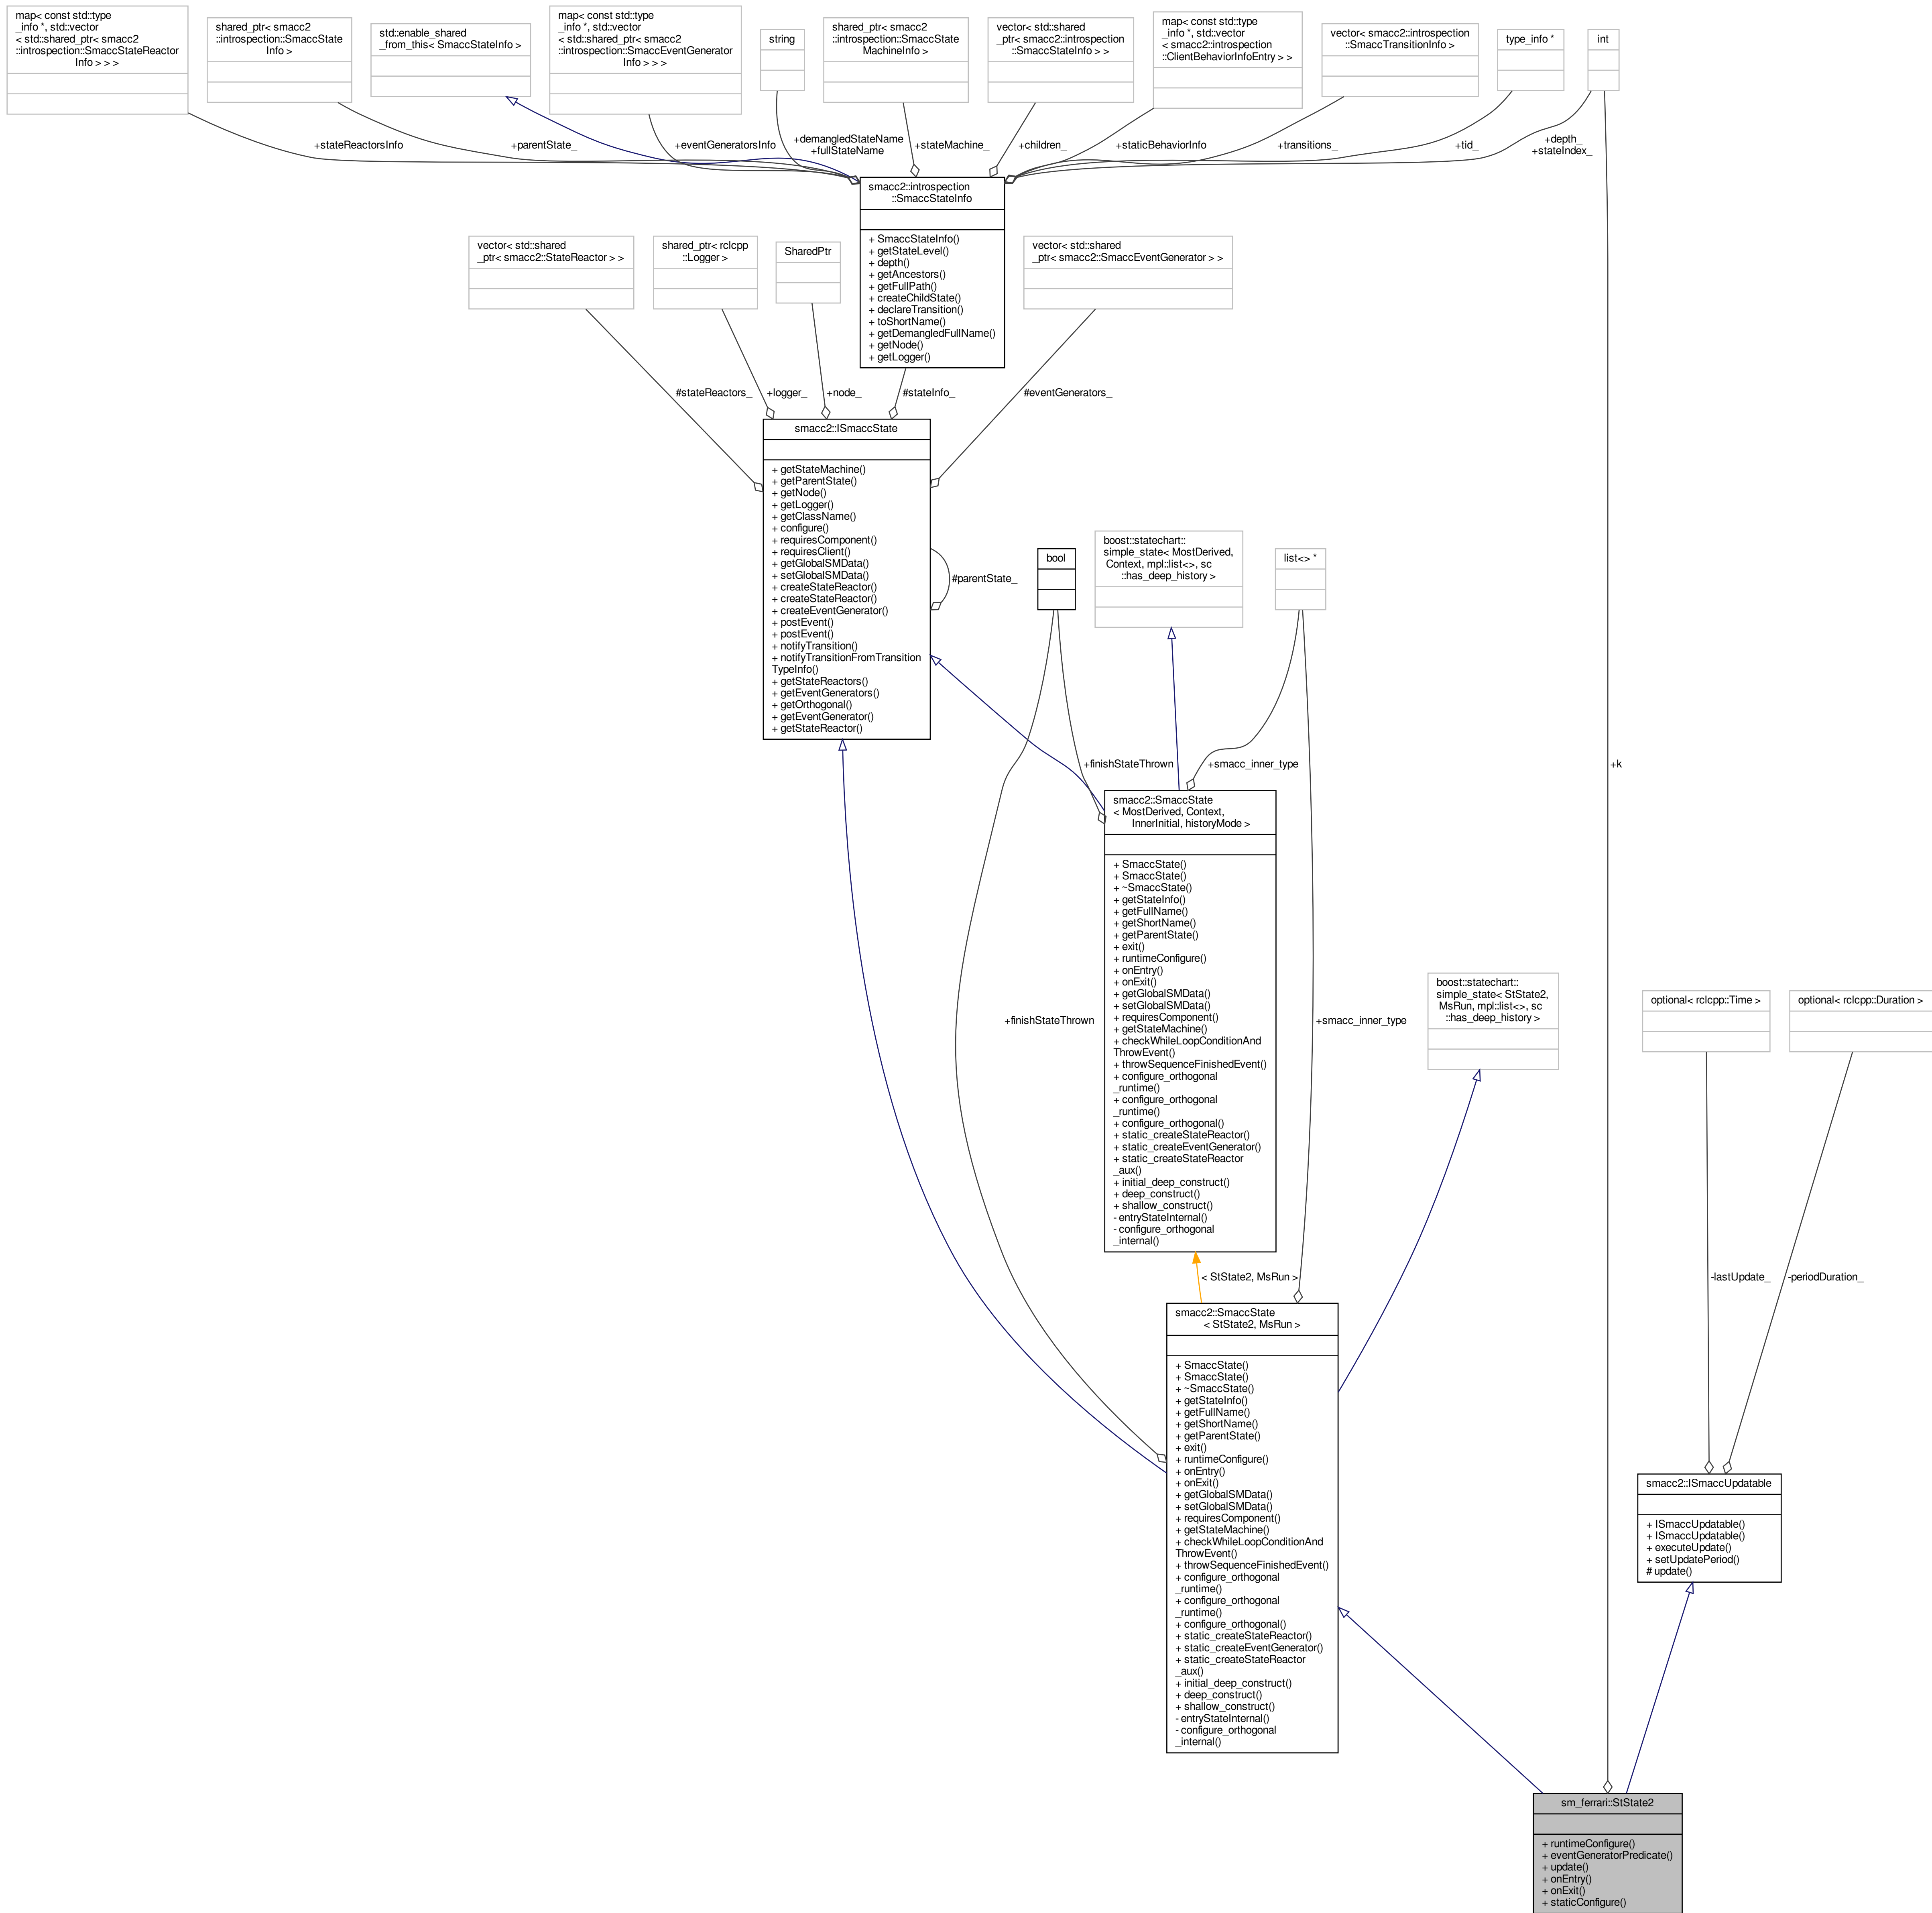 map< const std::type
_info *, std::vector
< std::shared_ptr< smacc2
::introspection::SmaccStateReactor
Info > > >
shared_ptr< smacc2
::introspection::SmaccState
Info >
std::enable_shared
_from_this< SmaccStateInfo >
map< const std::type
_info *, std::vector
< std::shared_ptr< smacc2
::introspection::SmaccEventGenerator
Info > > >
string
shared_ptr< smacc2
::introspection::SmaccState
MachineInfo >
vector< std::shared
_ptr< smacc2::introspection
::SmaccStateInfo > >
map< const std::type
_info *, std::vector
< smacc2::introspection
::ClientBehaviorInfoEntry > >
vector< smacc2::introspection
::SmaccTransitionInfo >
type_info *
int
+stateReactorsInfo
+parentState_
+eventGeneratorsInfo
+demangledStateName
+fullStateName
+stateMachine_
+children_
+staticBehaviorInfo
+transitions_
+tid_
+depth_
+stateIndex_
smacc2::introspection
::SmaccStateInfo
+ SmaccStateInfo()
+ getStateLevel()
+ depth()
+ getAncestors()
+ getFullPath()
+ createChildState()
+ declareTransition()
+ toShortName()
+ getDemangledFullName()
+ getNode()
+ getLogger()
vector< std::shared
_ptr< smacc2::StateReactor > >
shared_ptr< rclcpp
::Logger >
SharedPtr
vector< std::shared
_ptr< smacc2::SmaccEventGenerator > >
#stateReactors_
+logger_
+node_
#stateInfo_
#eventGenerators_
smacc2::ISmaccState
+ getStateMachine()
+ getParentState()
+ getNode()
+ getLogger()
+ getClassName()
+ configure()
+ requiresComponent()
+ requiresClient()
+ getGlobalSMData()
+ setGlobalSMData()
+ createStateReactor()
+ createStateReactor()
+ createEventGenerator()
+ postEvent()
+ postEvent()
+ notifyTransition()
+ notifyTransitionFromTransition
TypeInfo()
+ getStateReactors()
+ getEventGenerators()
+ getOrthogonal()
+ getEventGenerator()
+ getStateReactor()
#parentState_
bool
boost::statechart::
simple_state< MostDerived,
Context, mpl::list<>, sc
::has_deep_history >
list<> *
+finishStateThrown
+smacc_inner_type
+k
smacc2::SmaccState
< MostDerived, Context,
InnerInitial, historyMode >
+ SmaccState()
+ SmaccState()
+ ~SmaccState()
+ getStateInfo()
+ getFullName()
+ getShortName()
+ getParentState()
+ exit()
+ runtimeConfigure()
+ onEntry()
+ onExit()
+ getGlobalSMData()
+ setGlobalSMData()
+ requiresComponent()
+ getStateMachine()
+ checkWhileLoopConditionAnd
ThrowEvent()
+ throwSequenceFinishedEvent()
+ configure_orthogonal
_runtime()
+ configure_orthogonal
_runtime()
+ configure_orthogonal()
+ static_createStateReactor()
+ static_createEventGenerator()
+ static_createStateReactor
_aux()
+ initial_deep_construct()
+ deep_construct()
+ shallow_construct()
- entryStateInternal()
- configure_orthogonal
_internal()
+finishStateThrown
+smacc_inner_type
boost::statechart::
simple_state< StState2,
MsRun, mpl::list<>, sc
::has_deep_history >
optional< rclcpp::Time >
optional< rclcpp::Duration >
< StState2, MsRun >
-lastUpdate_
-periodDuration_
smacc2::SmaccState
< StState2, MsRun >
+ SmaccState()
+ SmaccState()
+ ~SmaccState()
+ getStateInfo()
+ getFullName()
+ getShortName()
+ getParentState()
+ exit()
+ runtimeConfigure()
+ onEntry()
+ onExit()
+ getGlobalSMData()
+ setGlobalSMData()
+ requiresComponent()
+ getStateMachine()
+ checkWhileLoopConditionAnd
ThrowEvent()
+ throwSequenceFinishedEvent()
+ configure_orthogonal
_runtime()
+ configure_orthogonal
_runtime()
+ configure_orthogonal()
+ static_createStateReactor()
+ static_createEventGenerator()
+ static_createStateReactor
_aux()
+ initial_deep_construct()
+ deep_construct()
+ shallow_construct()
- entryStateInternal()
- configure_orthogonal
_internal()
smacc2::ISmaccUpdatable
+ ISmaccUpdatable()
+ ISmaccUpdatable()
+ executeUpdate()
+ setUpdatePeriod()
# update()
sm_ferrari::StState2
+ runtimeConfigure()
+ eventGeneratorPredicate()
+ update()
+ onEntry()
+ onExit()
+ staticConfigure()